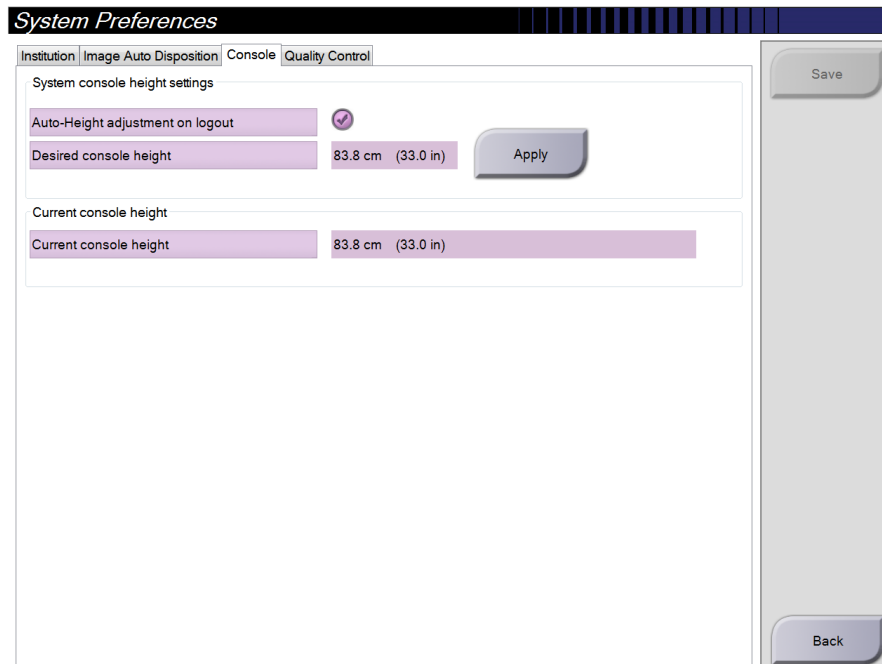 System Preferences
Institution Image Auto Disposition Console Quality Control
Save
System console height settings
Auto-Height adjustment on logout
Desired console height 83.8 cm (33.0 in) Apply
Current console height
Current console height 83.8 cm (33.0 in)
Back